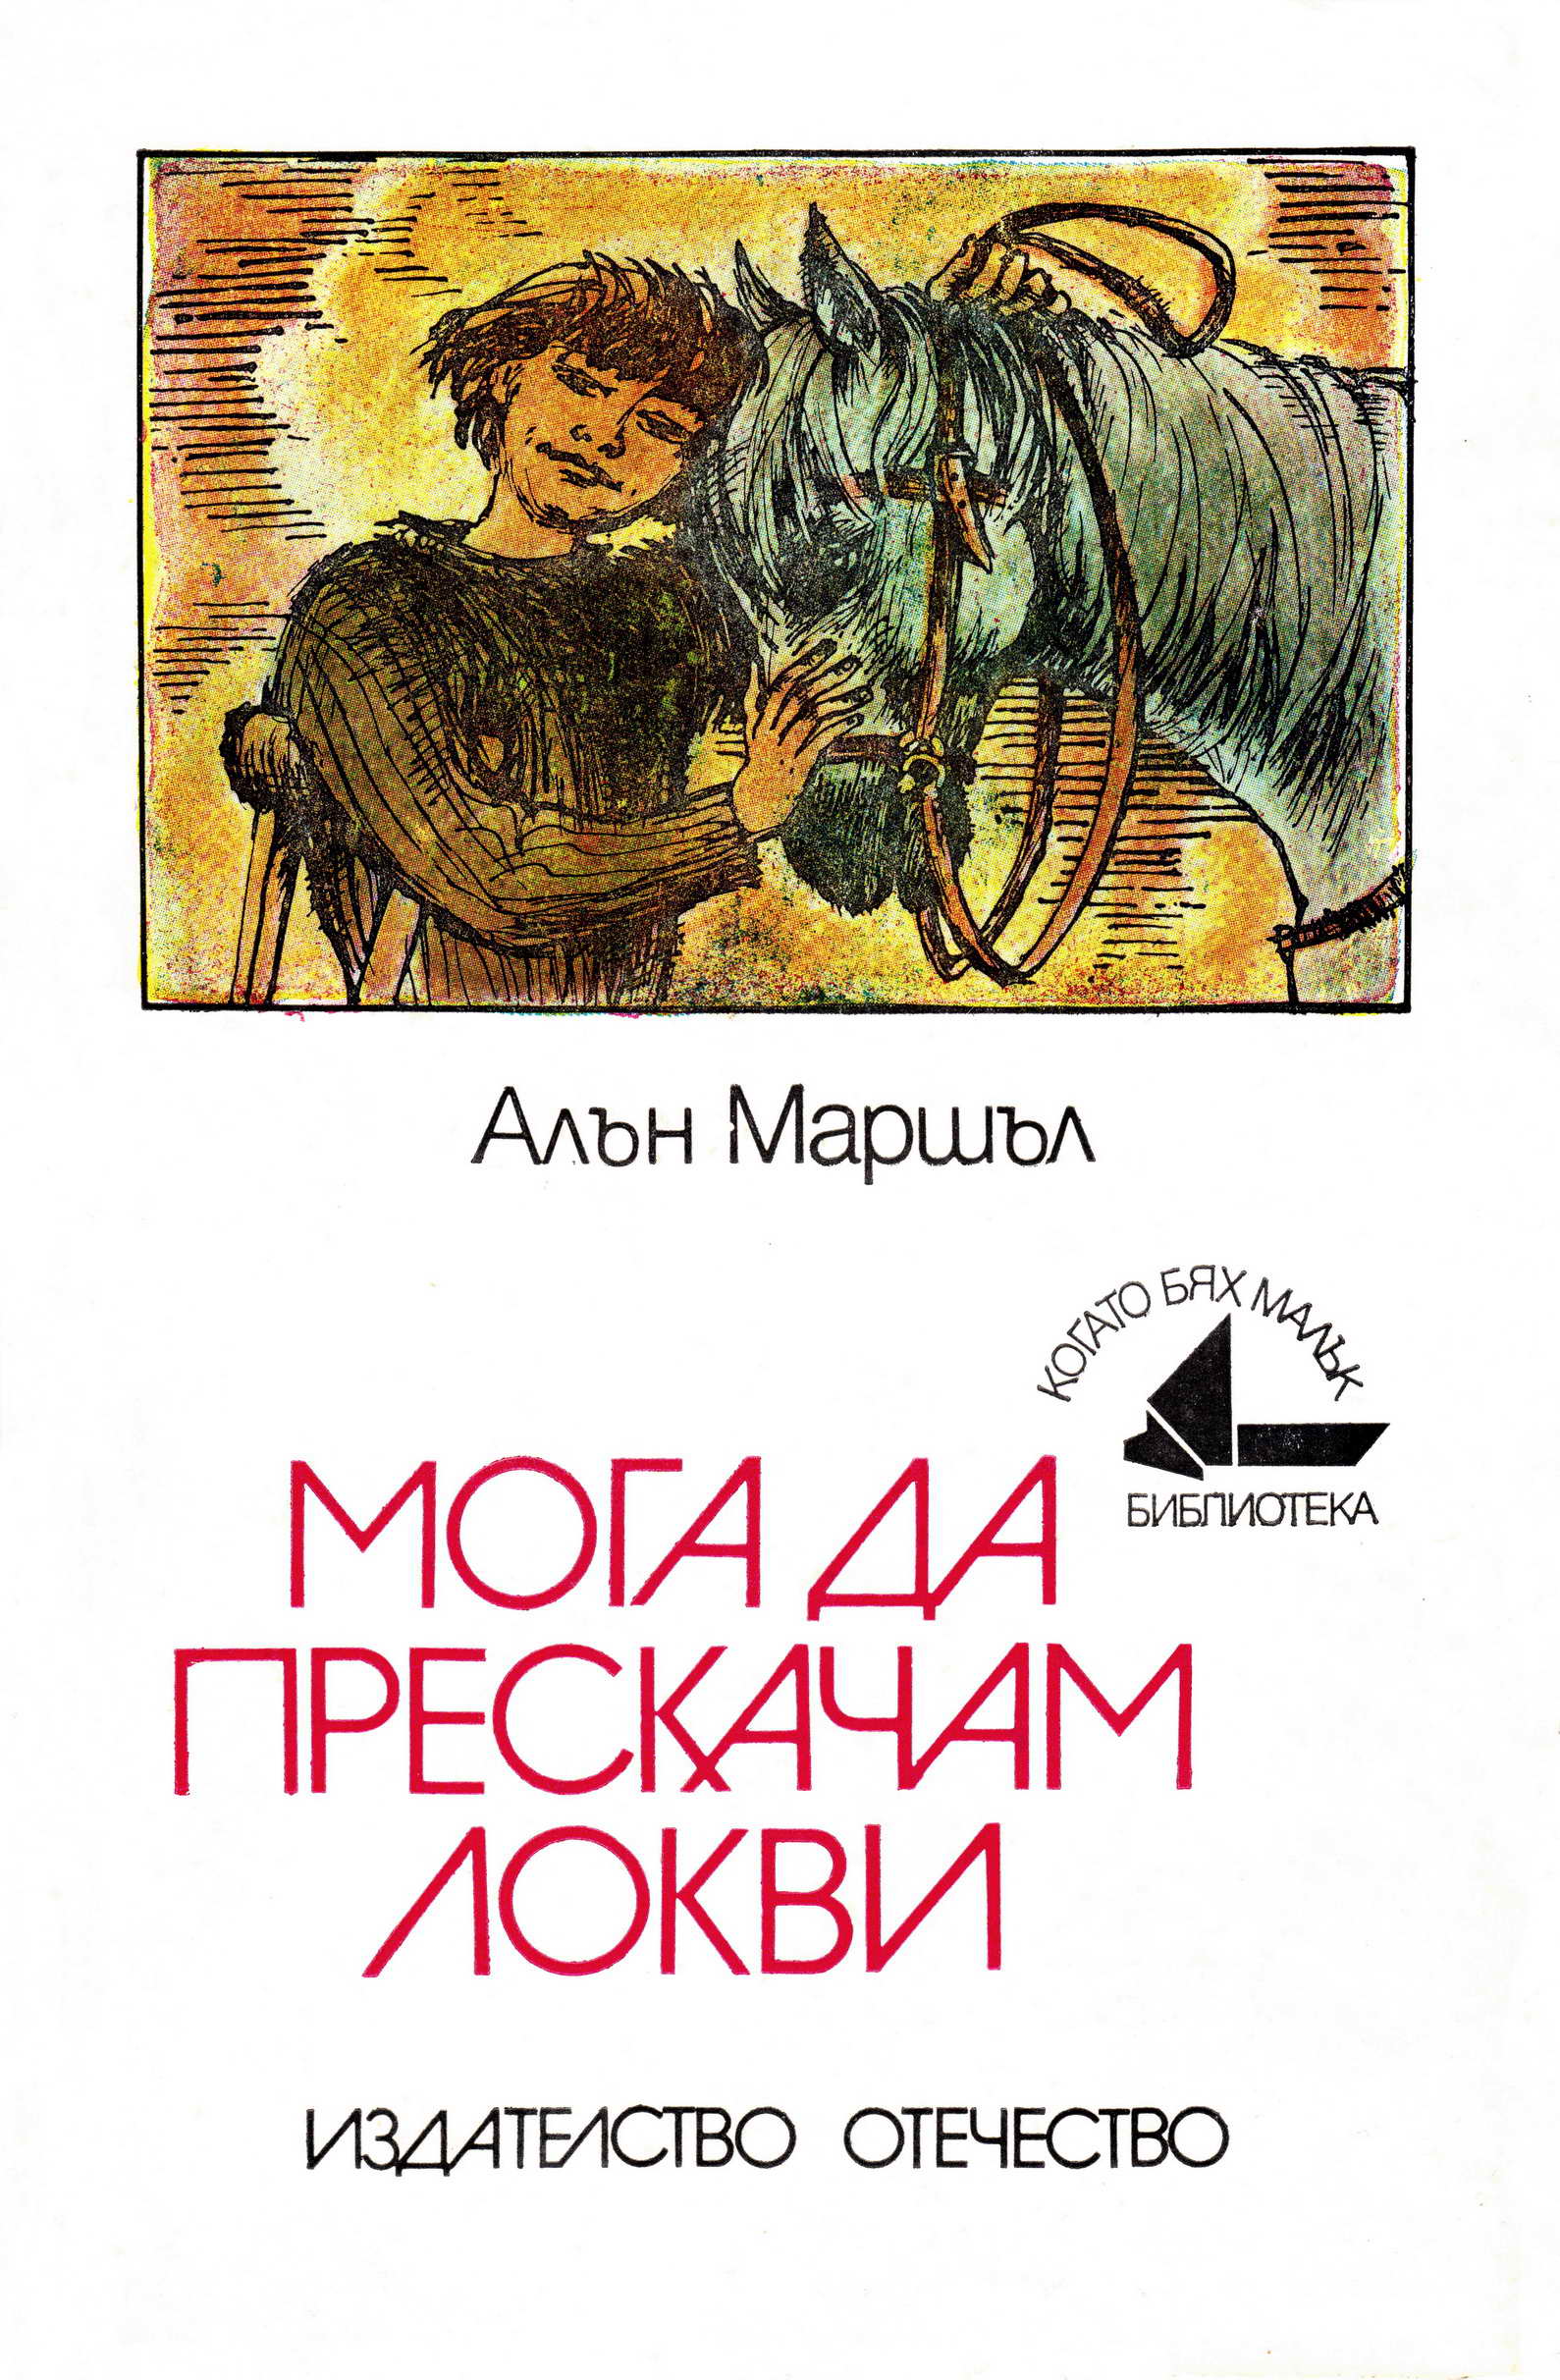 Алън Маршъл
КОГАТО БЯХ МАЛЪК
БИБЛИОТЕКА
МОГА ДА
ПРЕСКАЧАМ
ЛОКВИ
ИЗДАТЕЛСТВО ОТЕЧЕСТВО